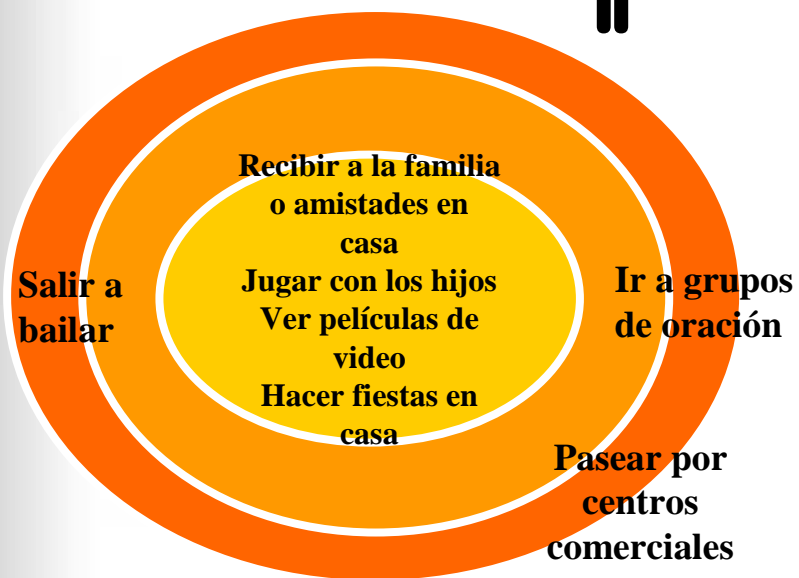 Recibir a la familia
o amistades en
casa
Jugar con los hijos
Ver películas de
video
Hacer fiestas en
casa
Salir a
bailar
Ir a grupos
de oración
Pasear por
centros
comerciales